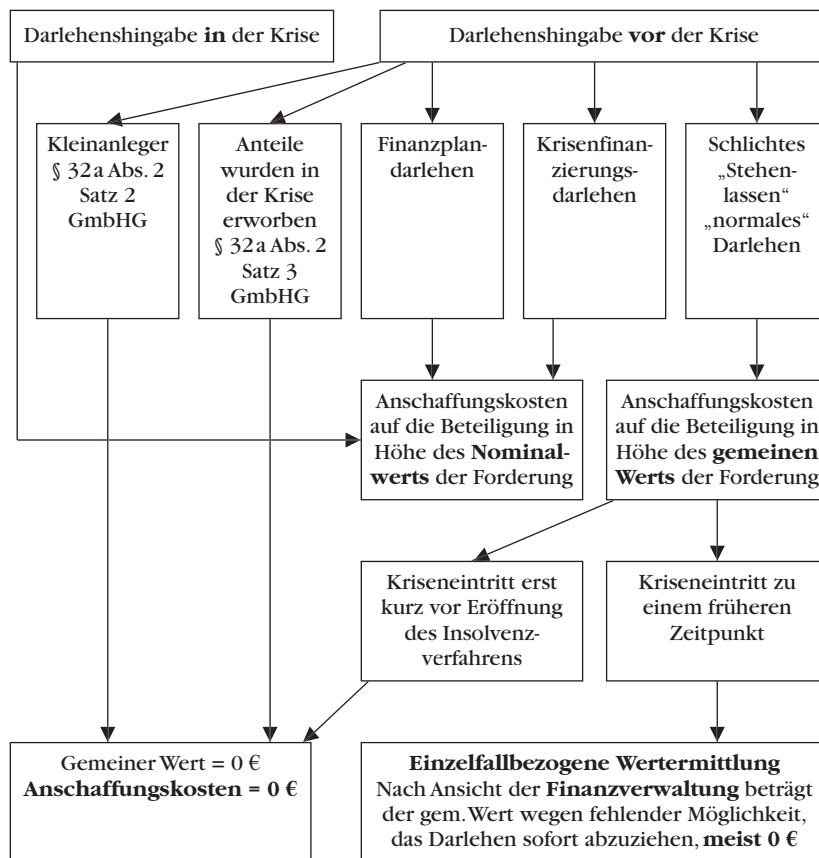 Darlehenshingabe in der Krise
Darlehenshingabe vor der Krise
Kleinanleger
§ 32a Abs. 2
Satz 2
GmbHG
Anteile
wurden in
der Krise
erworben
§ 32a Abs. 2
Satz 3
GmbHG
Finanzplan-
darlehen
Krisenfinan-
zierungs-
darlehen
Schlichtes
„Stehen-
lassen“
„normales“
Darlehen
Anschaffungskosten
auf die Beteiligung in
Höhe des Nominal-
werts der Forderung
Anschaffungskosten
auf die Beteiligung in
Höhe des gemeinen
Werts der Forderung
Kriseneintritt erst
kurz vor Eröffnung
des Insolvenz-
verfahrens
Kriseneintritt zu
einem früheren
Zeitpunkt
Gemeiner Wert = 0 €
Anschaffungskosten = 0 €
Einzelfallbezogene Wertermittlung
Nach Ansicht der Finanzverwaltung beträgt
der gem. Wert wegen fehlender Möglichkeit,
das Darlehen sofort abzuziehen, meist 0 €